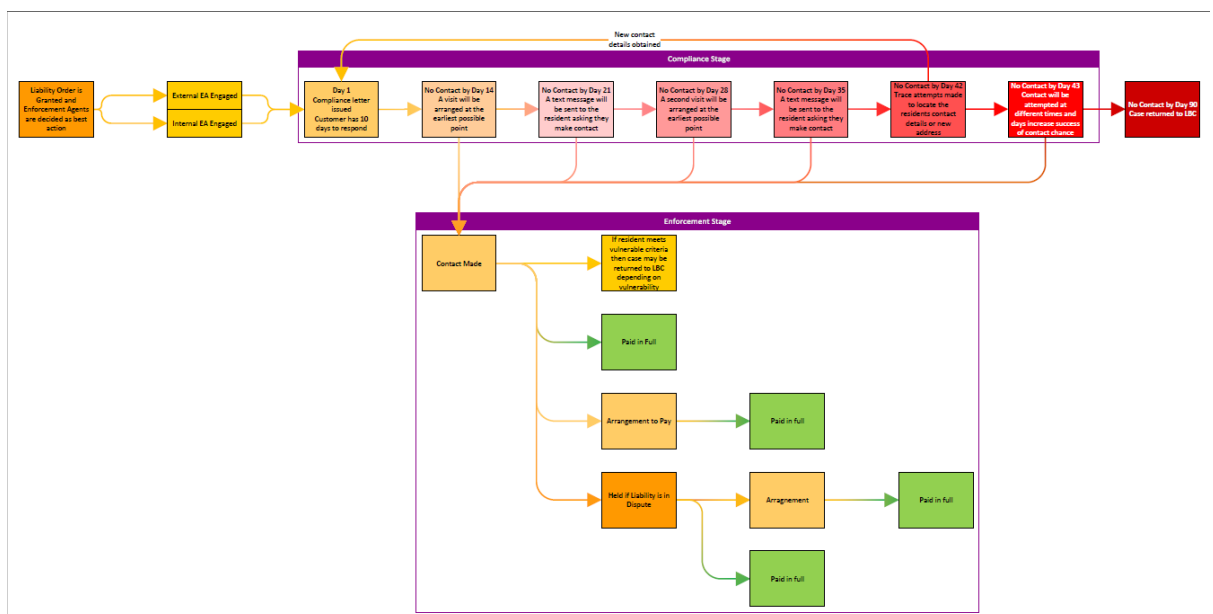 New contact
details obtained
Compliance Stage
Liability Order is
Granted and
Enforcement Agents
are decided as best
action
External EA Engaged
Internal EA Engaged
Day 1
Compliance letter
issued
Customer has 10
days to respond
No Contact by Day 14
A visit will be
arranged at the
earliest possible
point
No Contact by Day 21
A text message will
be sent to the
resident asking they
make contact
No Contact by Day 28
A second visit will be
arranged at the
earliest possible
point
No Contact by Day 35
A text message will
be sent to the
resident asking they
make contact
No Contact by Day 42
Trace attempts made
to locate the
residents contact
details or new
address
No Contact by Day 43
Contact will be
attempted at
different times and
days increase success
of contact chance
No Contact by Day 90
Case returned to LBC
Enforcement Stage
Contact Made
If resident meets
vulnerable criteria
then case may be
returned to LBC
depending on
vulnerability
Paid in Full
Arrangement to Pay
Paid in full
Held if Liability is in
Dispute
Arragnement
Paid in full
Paid in full